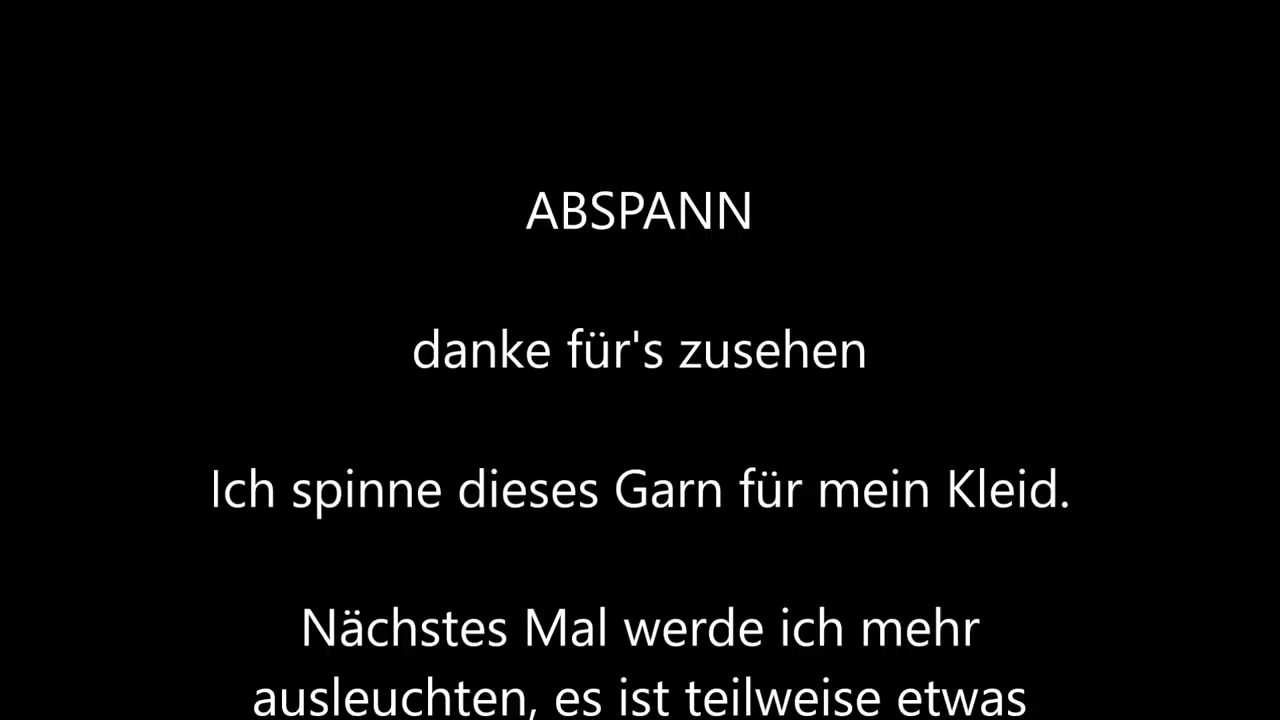 ABSPANN
danke für's zusehen
Ich spinne dieses Garn für mein Kleid.
Nächstes Mal werde ich mehr
ausleuchten, es ist teilweise etwas